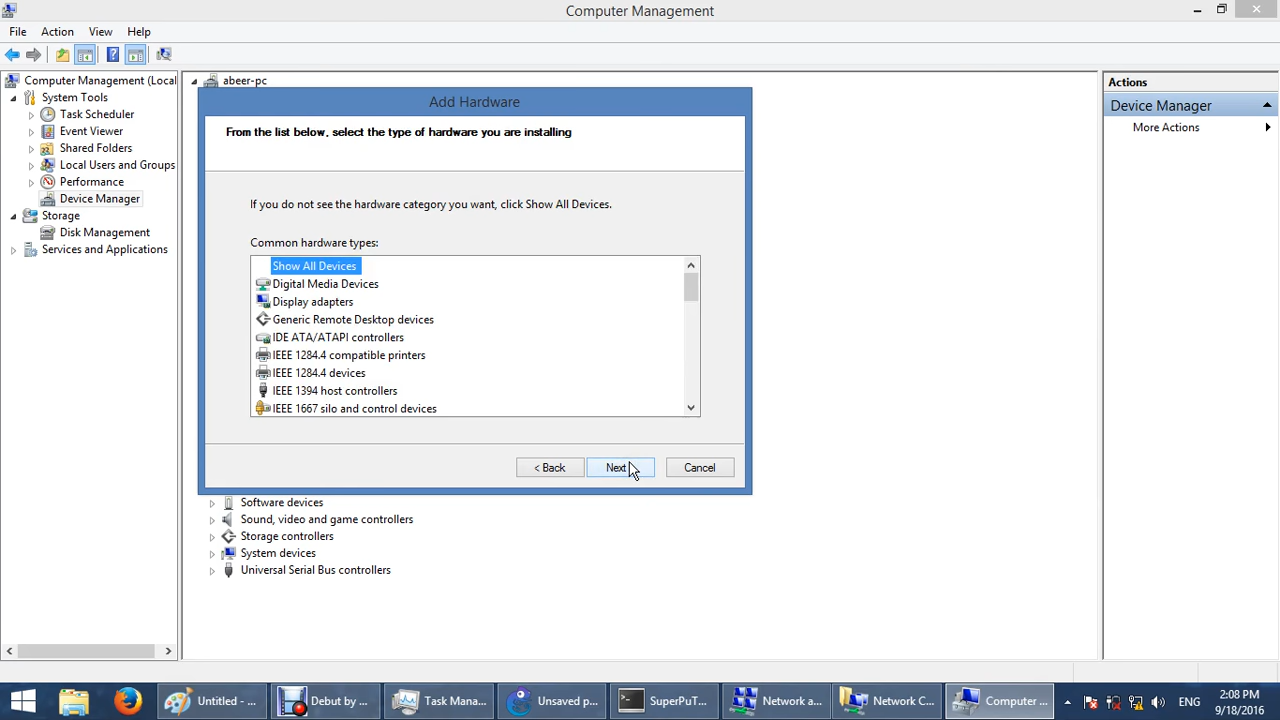 Computer Management
File Action View Help
Computer Management (Local
System Tools
Task Scheduler
Event Viewer
Shared Folders
Local Users and Groups
Performance
Device Manager
Storage
Disk Management
Services and Applications
abeer-pc
Add Hardware
From the list below, select the type of hardware you are installing
If you do not see the hardware category you want, click Show All Devices.
Common hardware types:
Show All Devices
Digital Media Devices
Display adapters
Generic Remote Desktop devices
IDE ATA/ATAPI controllers
IEEE 1284.4 compatible printers
IEEE 1284.4 devices
IEEE 1394 host controllers
IEEE 1667 silo and control devices
< Back Next Cancel
Software devices
Sound, video and game controllers
Storage controllers
System devices
Universal Serial Bus controllers
Actions
Device Manager
More Actions
Untitled - ... Debut by ... Task Mana... Unsaved p... SuperPuT... Network a... Network C... Computer ... ENG
2:08 PM
9/18/2016